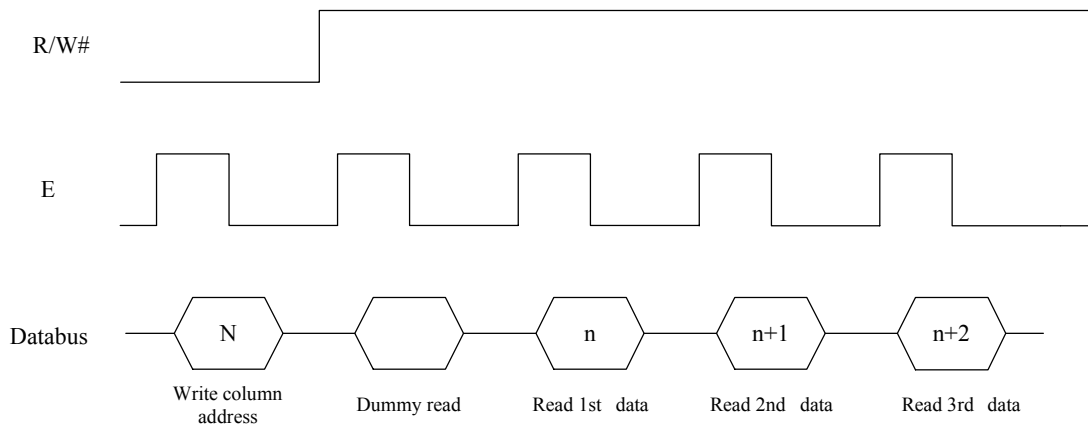 R/W#
E
Databus
N
n
n+1
n+2
Write column
address
Dummy read
Read 1st data
Read 2nd data
Read 3rd data